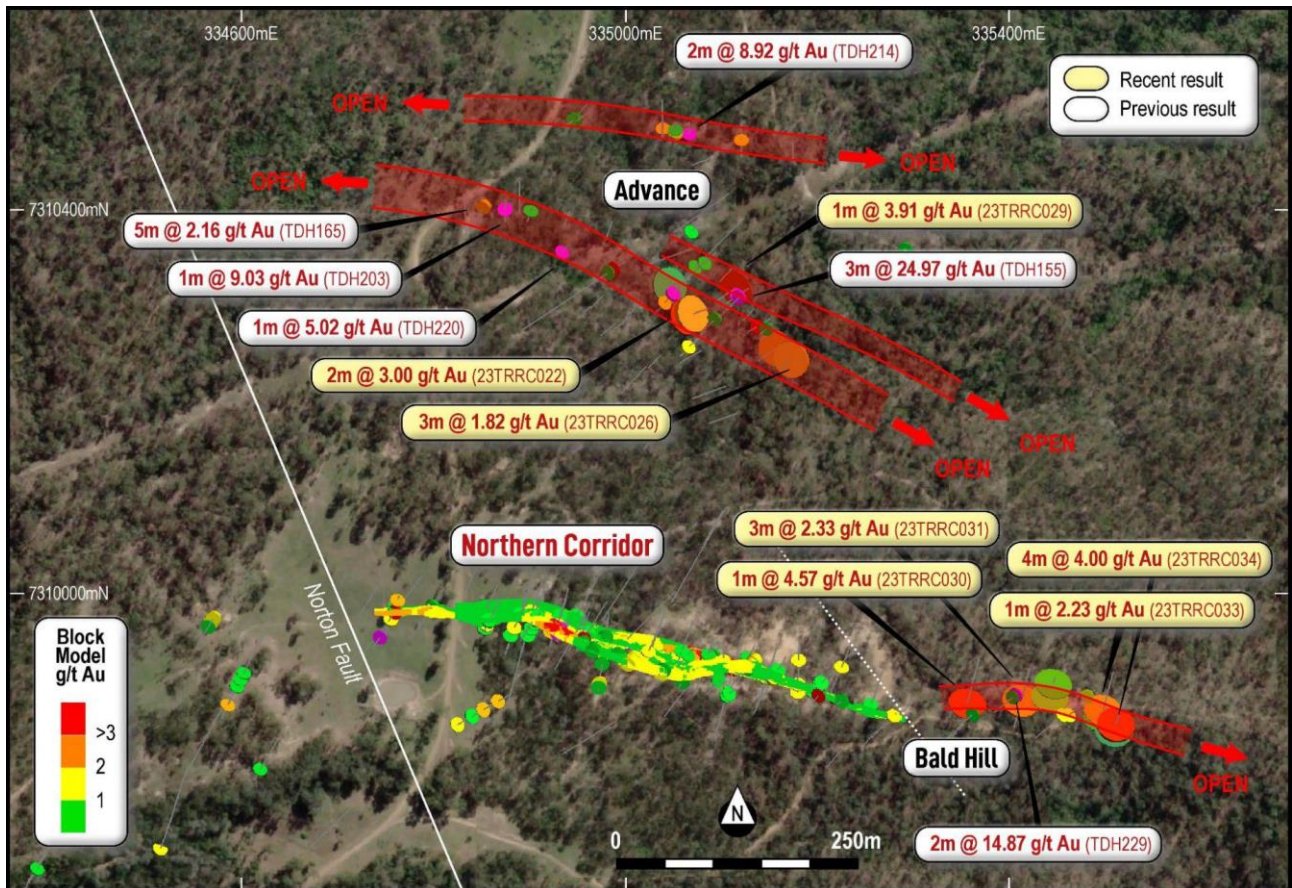 334600mE
335000mE
335400mE
2m @ 8.92 g/t Au (TDH214)
Recent result
Previous result
OPEN
OPEN
OPEN
Advance
7310400mN
1m @ 3.91 g/t Au (23TRRC029)
5m @ 2.16 g/t Au (TDH165)
3m @ 24.97 g/t Au (TDH155)
1m @ 9.03 g/t Au (TDH203)
1m @ 5.02 g/t Au (TDH220)
2m @ 3.00 g/t Au (23TRRC022)
3m @ 1.82 g/t Au (23TRRC026)
OPEN
OPEN
3m @ 2.33 g/t Au (23TRRC031)
Northern Corridor
4m @ 4.00 g/t Au (23TRRC034)
1m @ 4.57 g/t Au (23TRRC030)
7310000mN
1m @ 2.23 g/t Au (23TRRC033)
Norton Fault
Block
Model
g/t Au
>3
2
1
Bald Hill
OPEN
N
0
250m
2m @ 14.87 g/t Au (TDH229)